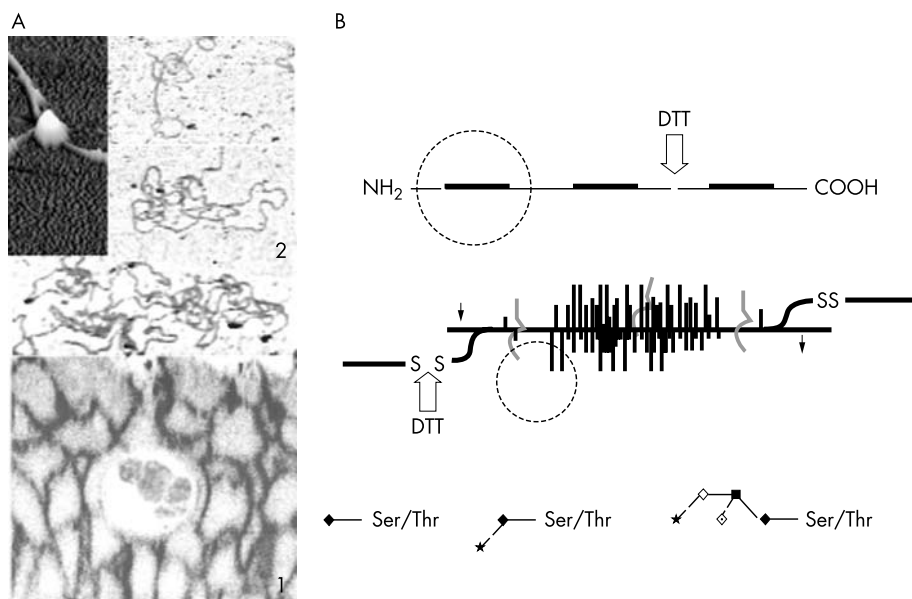 A
B
2
1
DTT
NH2
COOH
SS
S S
DTT
Ser/Thr
Ser/Thr
Ser/Thr